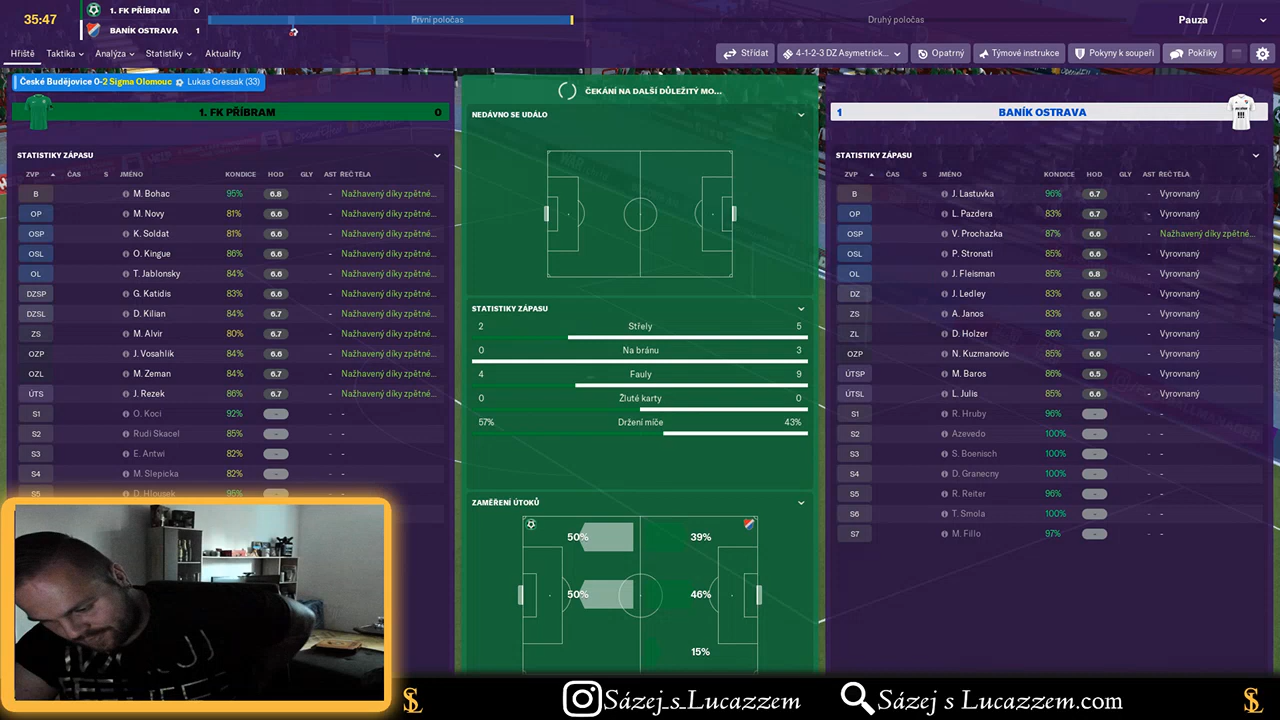 35:47
1. FK PŘÍBRAM 0
BANÍK OSTRAVA 1
První poločas
Druhý poločas
Pauza
Hřiště Taktika Analýza Statistiky Aktuality
Střídat 4-1-2-3 DZ Asymetrick... Opatrný Týmové instrukce Pokyny k soupeři Pokřiky
České Budějovice 0-2 Sigma Olomouc Lukas Gressak (33)
1. FK PŘÍBRAM 0
STATISTIKY ZÁPASU
ZVP ČAS S JMÉNO KONDICE HOD GLY AST ŘEČ TĚLA
B M. Bohac 95% 6.8 - Nažhavený díky zpětné...
OP M. Novy 81% 6.6 - Nažhavený díky zpětné...
OSP K. Soldat 81% 6.6 - Nažhavený díky zpětné...
OSL O. Kingue 86% 6.6 - Nažhavený díky zpětné...
OL T. Jablonsky 84% 6.6 - Nažhavený díky zpětné...
DZSP G. Katidis 83% 6.6 - Nažhavený díky zpětné...
DZSL D. Kilian 84% 6.7 - Nažhavený díky zpětné...
ZS M. Alvir 80% 6.7 - Nažhavený díky zpětné...
OZP J. Vosahlik 84% 6.6 - Nažhavený díky zpětné...
OZL M. Zeman 84% 6.7 - Nažhavený díky zpětné...
ÚTS J. Rezek 86% 6.7 - Nažhavený díky zpětné...
S1 O. Koci 92% - - -
S2 Rudi Skacel 85% - - -
S3 E. Antwi 82% - - -
S4 M. Slepicka 82% - - -
S5 D. Hlousek 95% - - -
ČEKÁNÍ NA DALŠÍ DŮLEŽITÝ MO...
NEDÁVNO SE UDÁLO
STATISTIKY ZÁPASU
2 Střely 5
0 Na bránu 3
4 Fauly 9
0 Žluté karty 0
57% Držení míče 43%
ZAMĚŘENÍ ÚTOKŮ
50% 39%
50% 46%
15%
1 BANÍK OSTRAVA
STATISTIKY ZÁPASU
ZVP ČAS S JMÉNO KONDICE HOD GLY AST ŘEČ TĚLA
B J. Lastuvka 96% 6.7 - Vyrovnaný
OP L. Pazdera 83% 6.7 - Vyrovnaný
OSP V. Prochazka 87% 6.6 - Nažhavený díky zpětné...
OSL P. Stronati 85% 6.6 - Vyrovnaný
OL J. Fleisman 85% 6.8 - Vyrovnaný
DZ J. Ledley 83% 6.6 - Vyrovnaný
ZS A. Janos 83% 6.6 - Vyrovnaný
ZL D. Holzer 86% 6.7 - Vyrovnaný
OZP N. Kuzmanovic 85% 6.6 - Vyrovnaný
ÚTSP M. Baros 86% 6.5 - Vyrovnaný
ÚTSL L. Julis 85% 6.6 - Vyrovnaný
S1 R. Hruby 96% - - -
S2 Azevedo 100% - - -
S3 S. Boenisch 100% - - -
S4 D. Granecny 100% - - -
S5 R. Reiter 96% - - -
S6 T. Smola 100% - - -
S7 M. Fillo 97% - - -
Sázej_s_Lucazzem
Sázej s Lucazzem.com